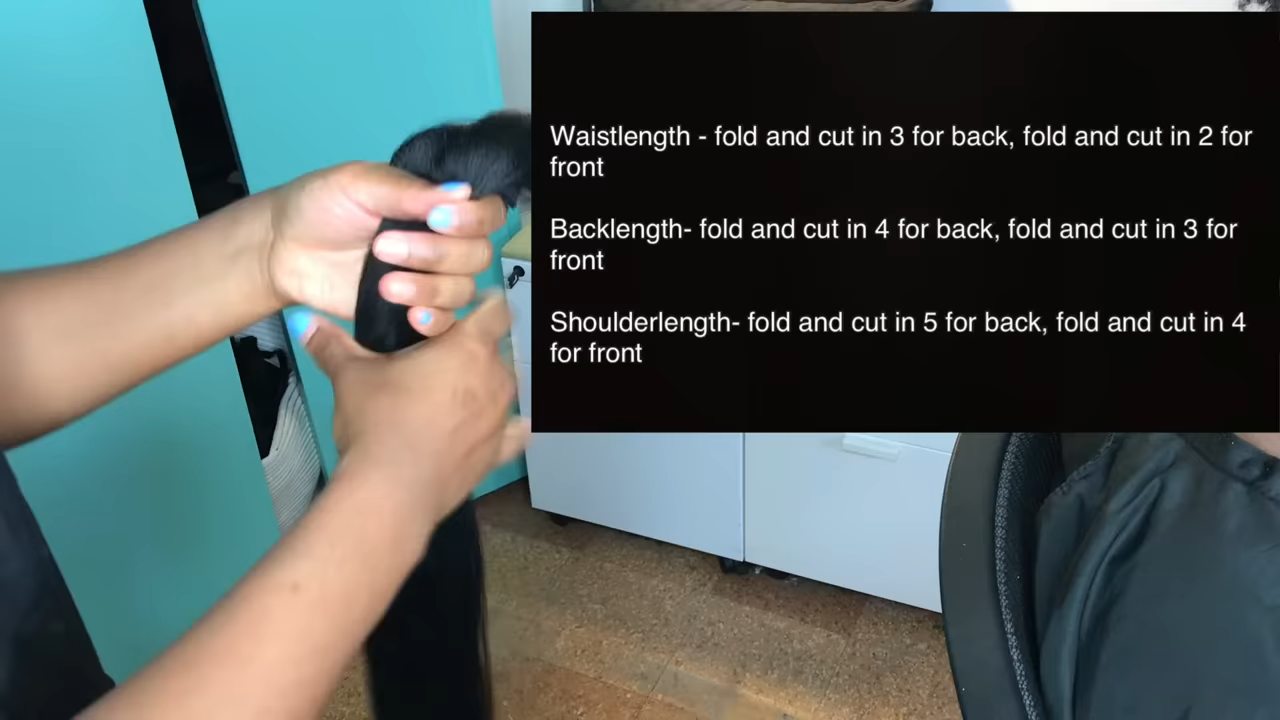 Waistlength - fold and cut in 3 for back, fold and cut in 2 for
front
Backlength- fold and cut in 4 for back, fold and cut in 3 for
front
Shoulderlength- fold and cut in 5 for back, fold and cut in 4
for front